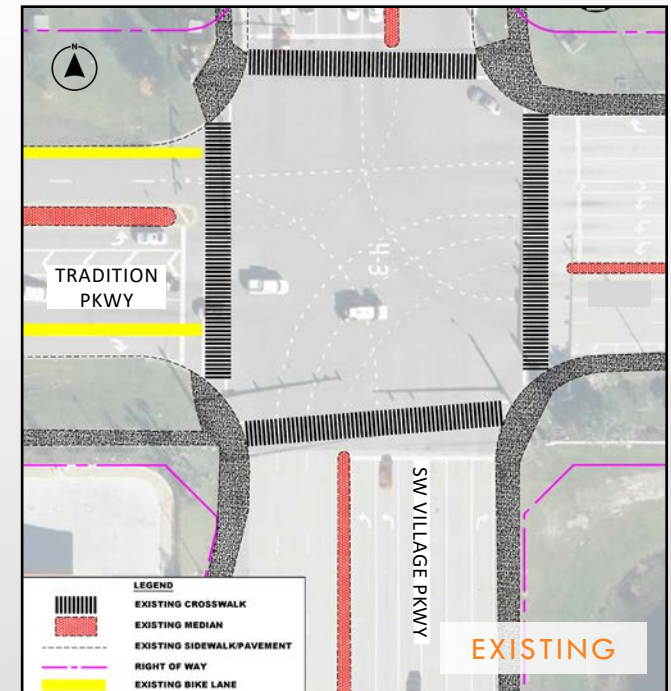 N
TRADITION
PKWY
SW VILLAGE PKWY
LEGEND
EXISTING CROSSWALK
EXISTING MEDIAN
EXISTING SIDEWALK/PAVEMENT
RIGHT OF WAY
EXISTING BIKE LANE
EXISTING